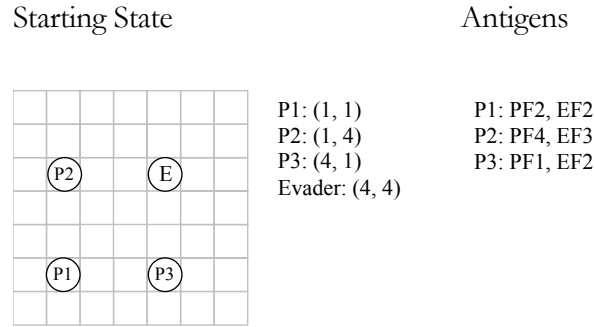 Starting State
Antigens
P2
E
P1
P3
P1: (1, 1)
P2: (1, 4)
P3: (4, 1)
Evader: (4, 4)
P1: PF2, EF2
P2: PF4, EF3
P3: PF1, EF2